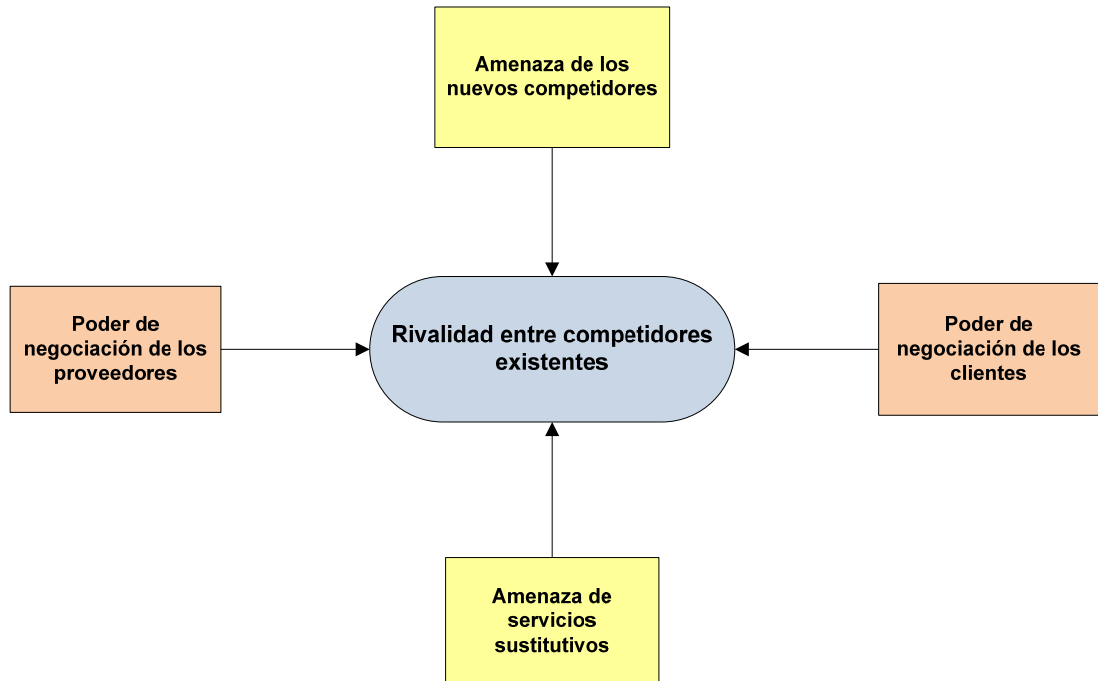 Amenaza de los
nuevos competidores
Poder de
negociación de los
proveedores
Rivalidad entre competidores
existentes
Poder de
negociación de los
clientes
Amenaza de
servicios
sustitutivos